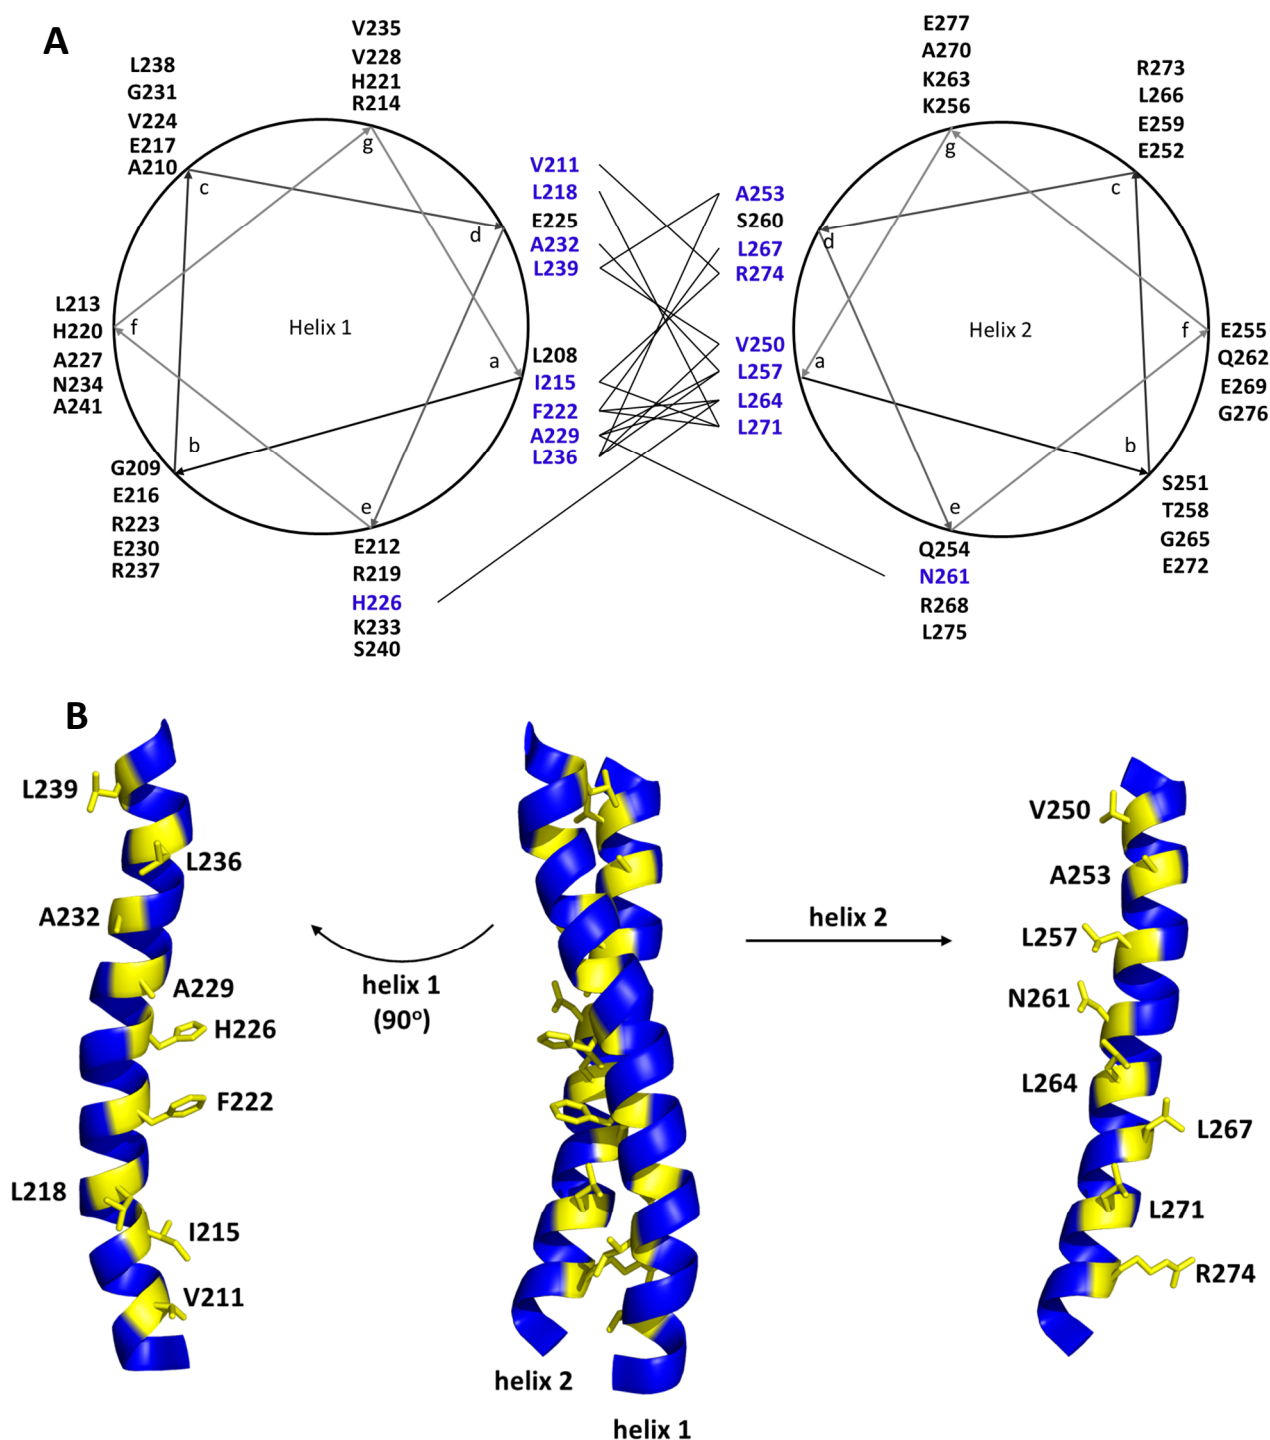 A
V235
V228
H221
R214
L238
G231
V224
E217
A210
g
c
d
f
Helix 1
a
b
e
L213
H220
A227
N234
A241
G209
E216
R223
E230
R237
E212
R219
H226
K233
S240
V211
L218
E225
A232
L239
L208
I215
F222
A229
L236
A253
S260
L267
R274
V250
L257
L264
L271
E277
A270
K263
K256
R273
L266
E259
E252
g
c
d
f
Helix 2
a
b
e
E255
Q262
E269
G276
S251
T258
G265
E272
Q254
N261
R268
L275
B
L239
L236
A232
A229
H226
F222
L218
I215
V211
helix 1
(90°)
helix 2
helix 2
helix 1
V250
A253
L257
N261
L264
L267
L271
R274